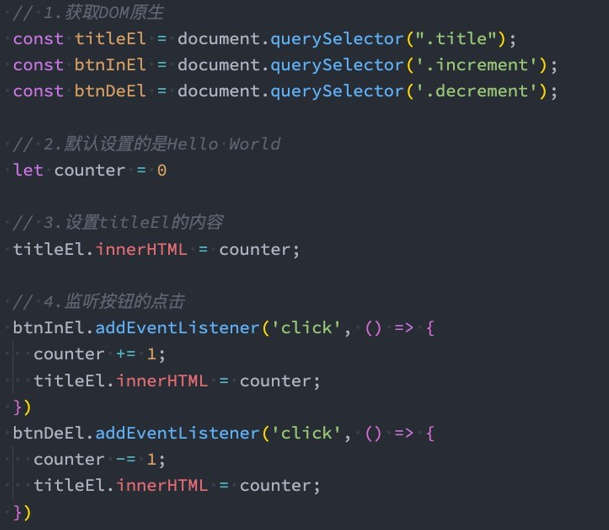 // 1.获取DOM原生
const titleEl = document.querySelector(".title");
const btnInEl = document.querySelector('.increment');
const btnDeEl = document.querySelector('.decrement');
// 2.默认设置的是Hello World
let counter = 0
// 3.设置titleEl的内容
titleEl.innerHTML = counter;
// 4.监听按钮的点击
btnInEl.addEventListener('click', () => {
  counter += 1;
  titleEl.innerHTML = counter;
})
btnDeEl.addEventListener('click', () => {
  counter -= 1;
  titleEl.innerHTML = counter;
})